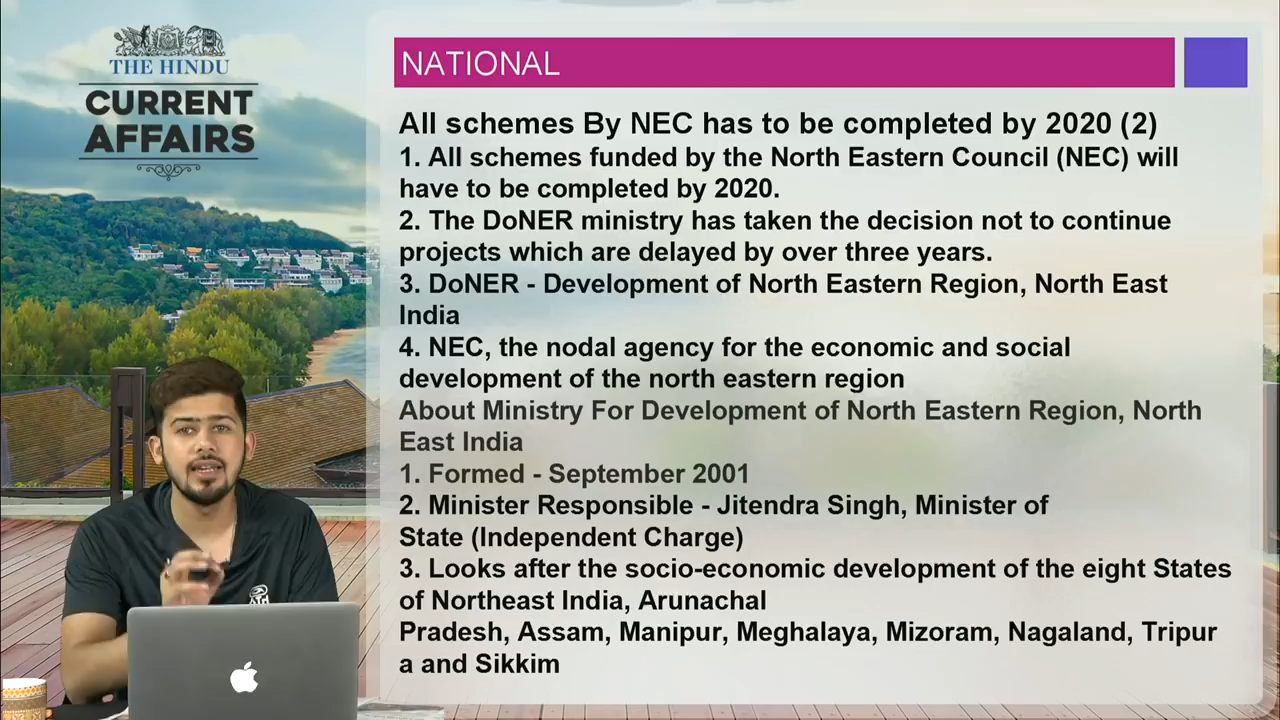 THE HINDU
CURRENT
AFFAIRS
NATIONAL
All schemes By NEC has to be completed by 2020 (2)
1. All schemes funded by the North Eastern Council (NEC) will
have to be completed by 2020.
2. The DoNER ministry has taken the decision not to continue
projects which are delayed by over three years.
3. DoNER - Development of North Eastern Region, North East
India
4. NEC, the nodal agency for the economic and social
development of the north eastern region
About Ministry For Development of North Eastern Region, North
East India
1. Formed - September 2001
2. Minister Responsible - Jitendra Singh, Minister of
State (Independent Charge)
3. Looks after the socio-economic development of the eight States
of Northeast India, Arunachal
Pradesh, Assam, Manipur, Meghalaya, Mizoram, Nagaland, Tripur
a and Sikkim